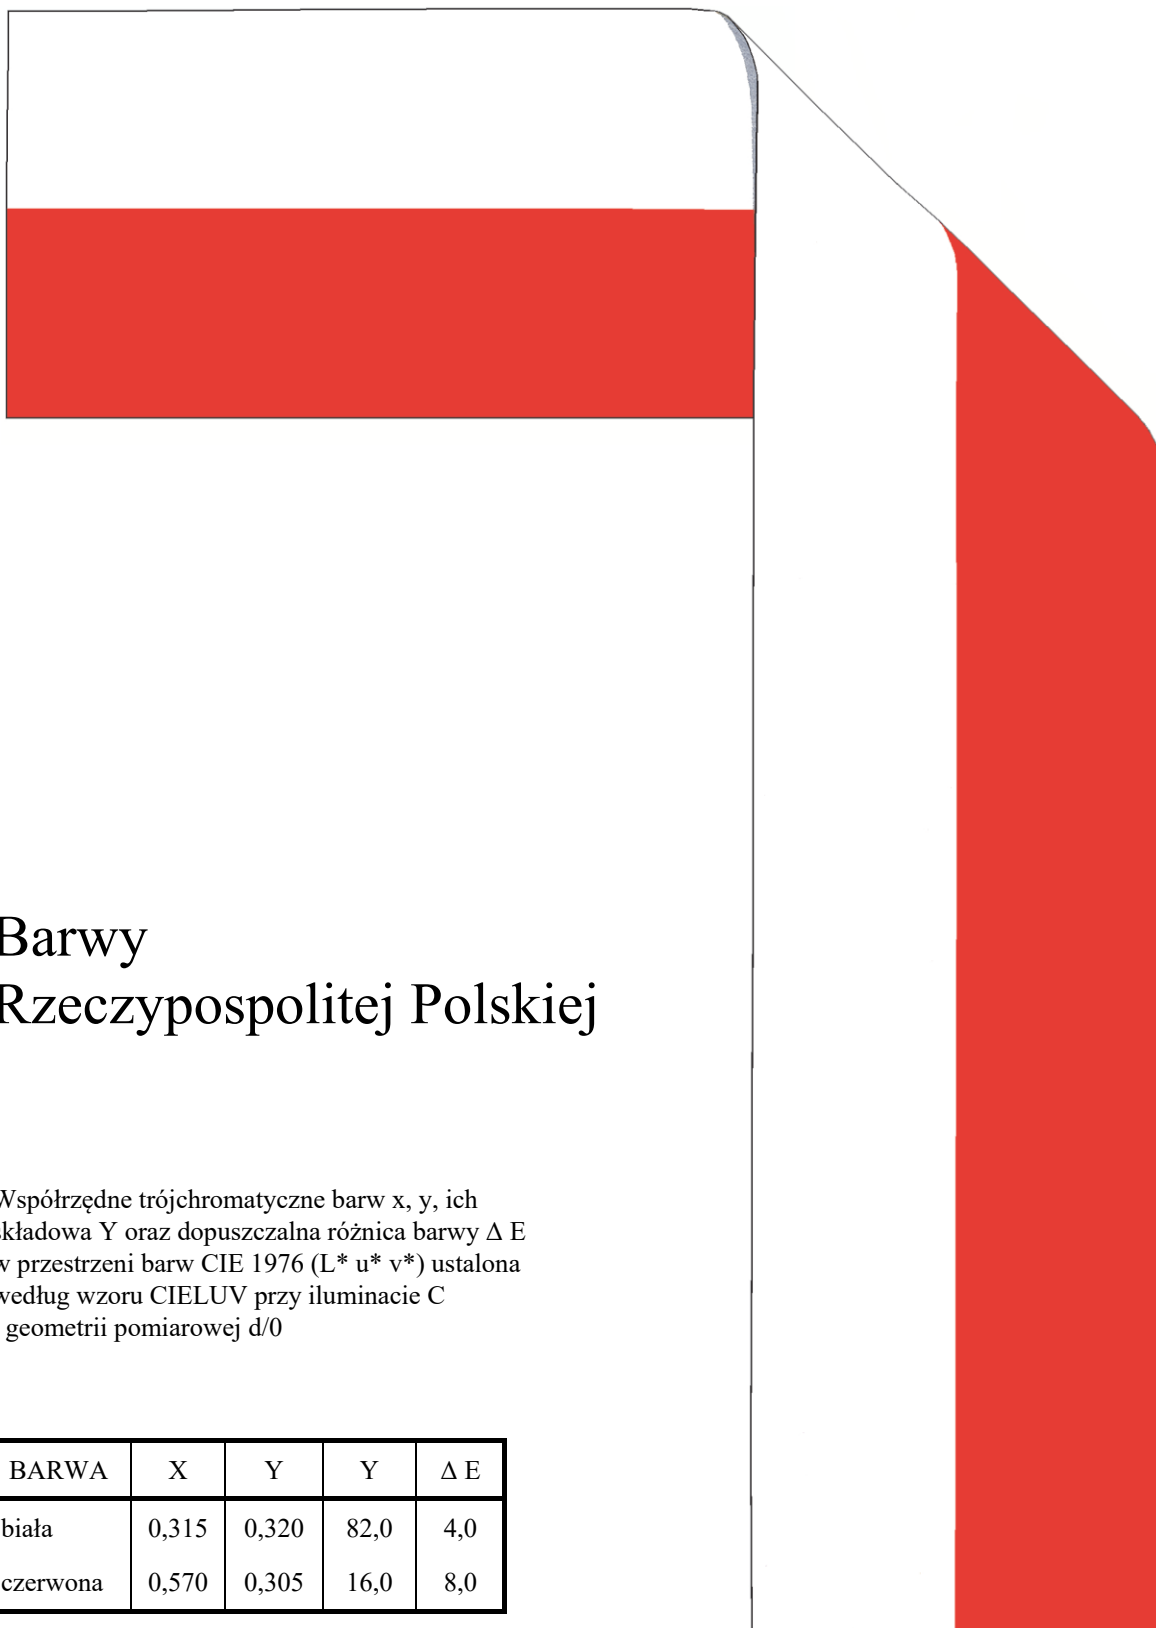 Barwy
Rzeczypospolitej Polskiej
Współrzędne trójchromatyczne barw x, y, ich
składowa Y oraz dopuszczalna różnica barwy Δ E
w przestrzeni barw CIE 1976 (L* u* v*) ustalona
według wzoru CIELUV przy iluminacie C
i geometrii pomiarowej d/0
BARWA X Y Y Δ E
biała 0,315 0,320 82,0 4,0
czerwona 0,570 0,305 16,0 8,0